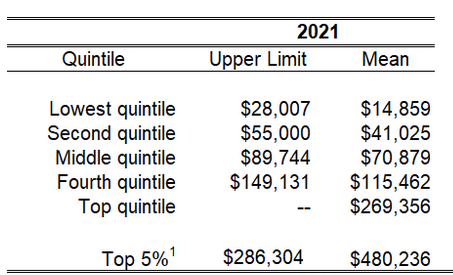 2021
Quintile Upper Limit Mean
Lowest quintile $28,007 $14,859
Second quintile $55,000 $41,025
Middle quintile $89,744 $70,879
Fourth quintile $149,131 $115,462
Top quintile -- $269,356
Top 5%¹ $286,304 $480,236